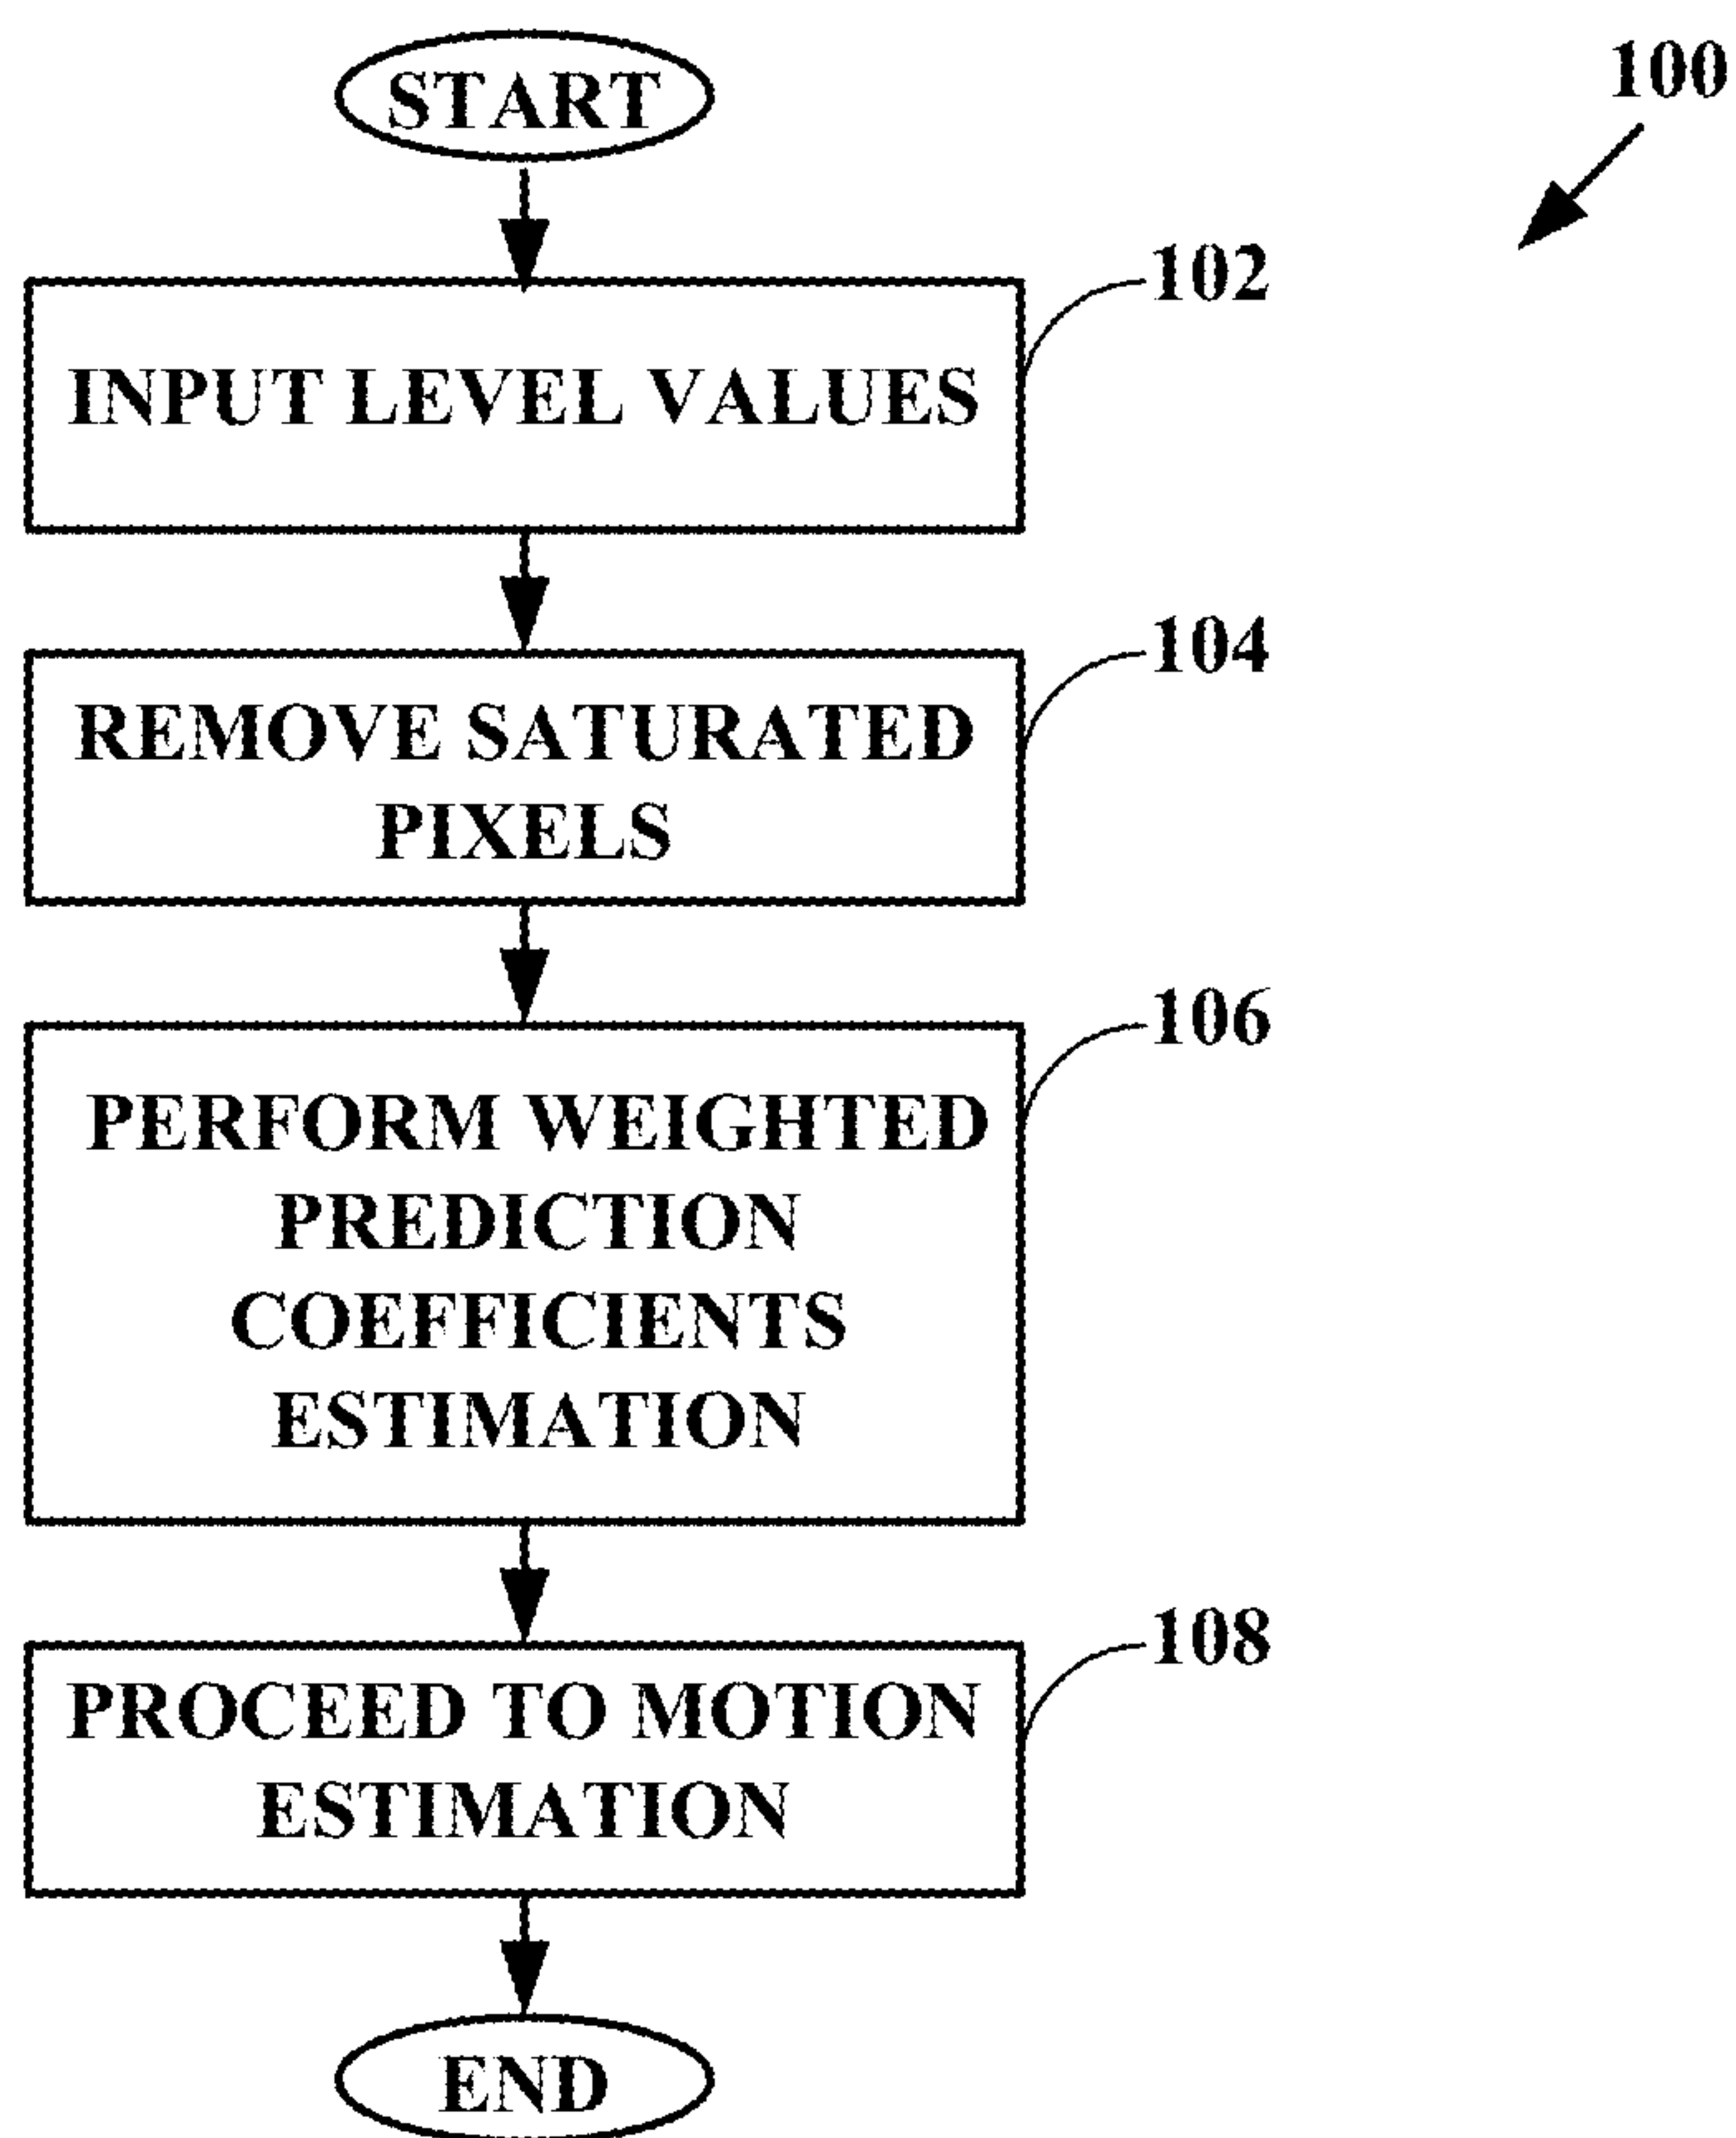 START
100
102
INPUT LEVEL VALUES
104
REMOVE SATURATED
PIXELS
106
PERFORM WEIGHTED
PREDICTION
COEFFICIENTS
ESTIMATION
108
PROCEED TO MOTION
ESTIMATION
END